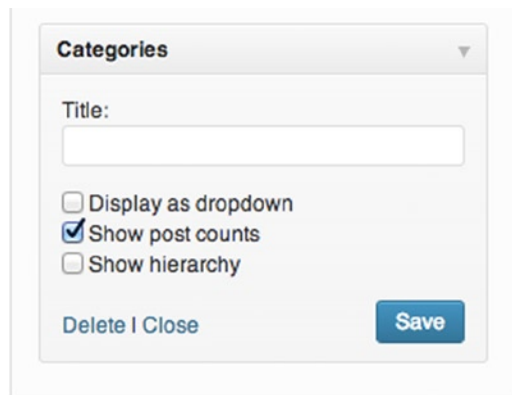 Categories
Title:
Display as dropdown
Show post counts
Show hierarchy
Delete | Close
Save